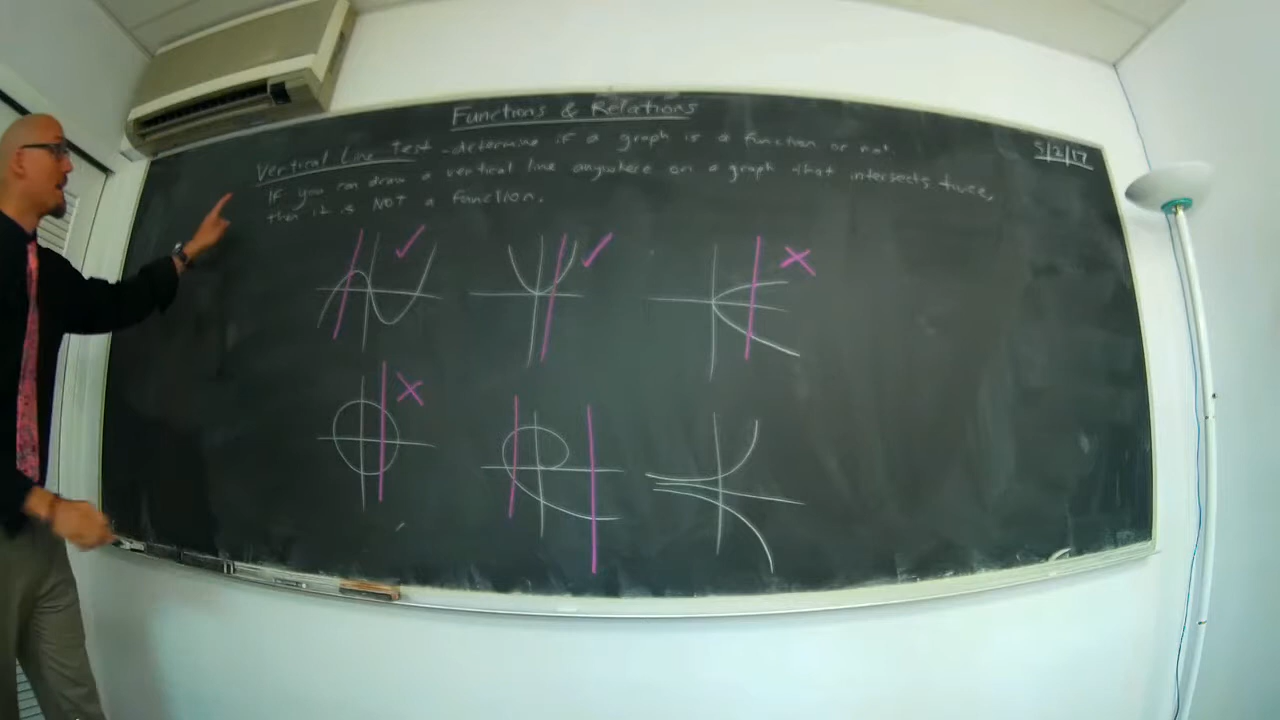 Functions & Relations
5/2/17
Vertical Line Test - determine if a graph is a function or not.
If you can draw a vertical line anywhere on a graph that intersects twice,
then it is NOT a function.